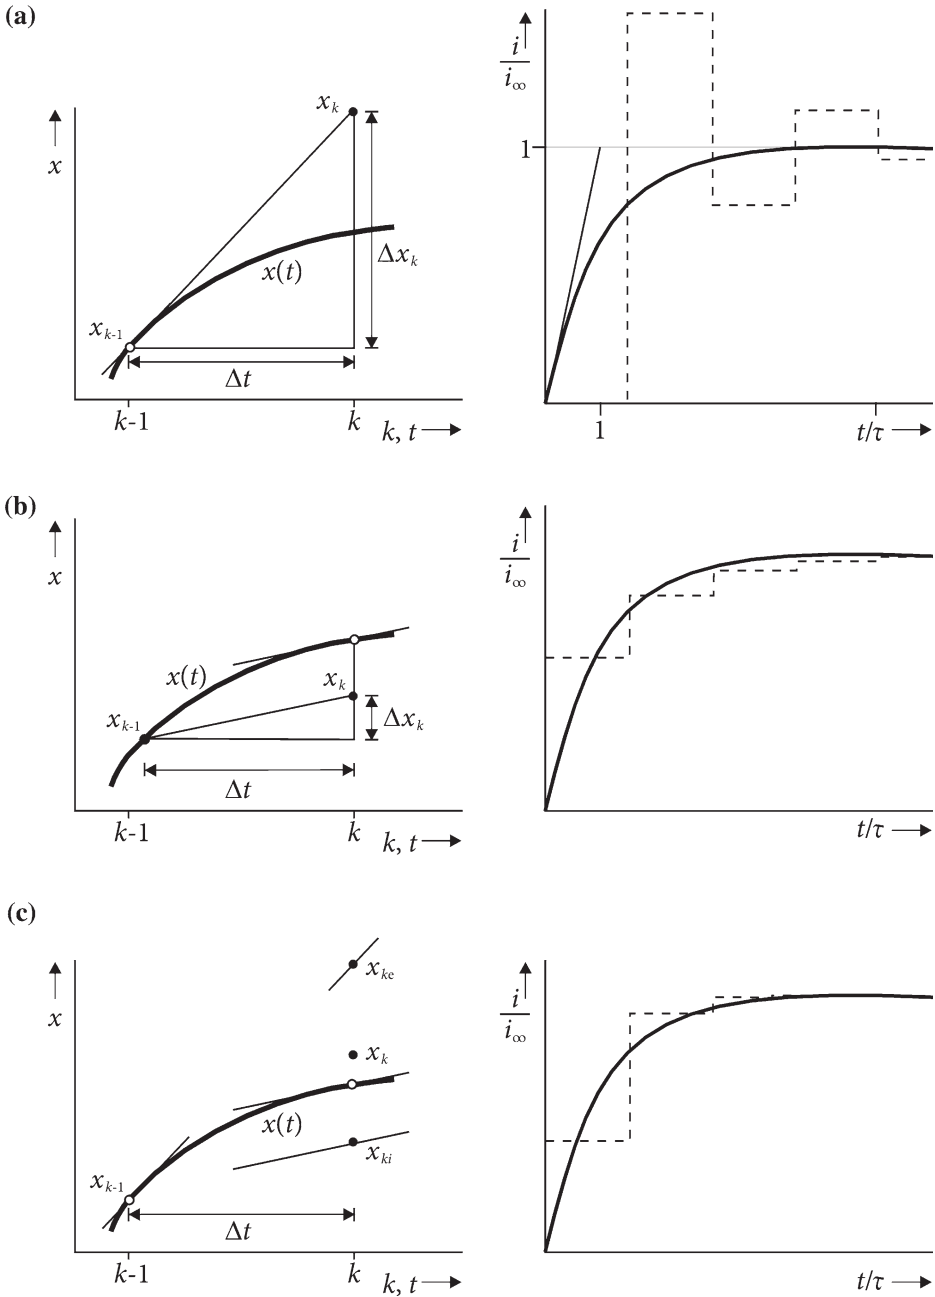 (a)
x
x_k
Δx_k
x(t)
x_{k-1}
Δt
k-1
k
k, t
i
i_∞
1
1
t/τ
(b)
x
x(t)
x_k
x_{k-1}
Δx_k
Δt
k-1
k
k, t
i
i_∞
t/τ
(c)
x
x_{ke}
x_k
x(t)
x_{ki}
x_{k-1}
Δt
k-1
k
k, t
i
i_∞
t/τ